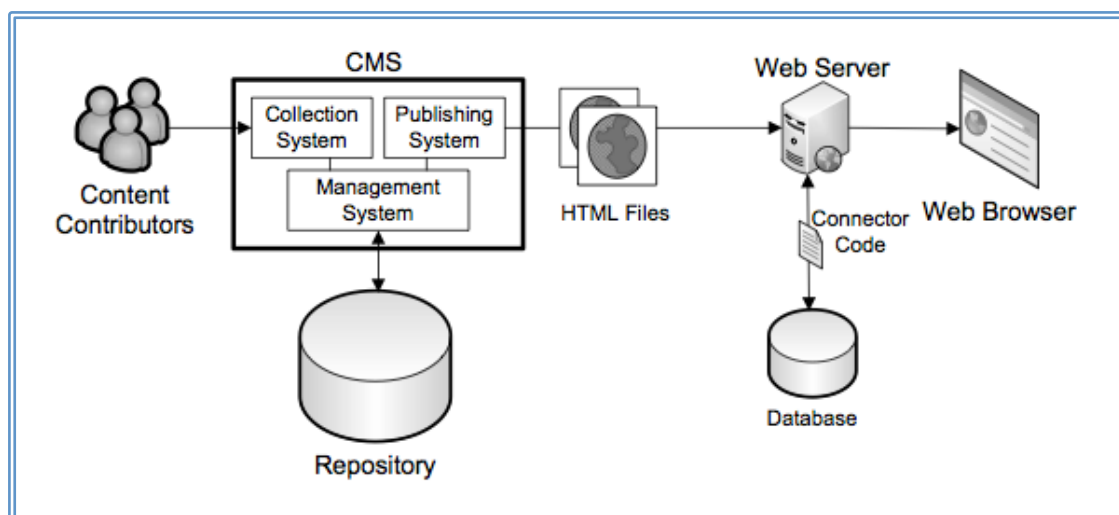 CMS
Web Server
Collection
System
Publishing
System
Management
System
Content
Contributors
HTML Files
Web Browser
Connector
Code
Repository
Database